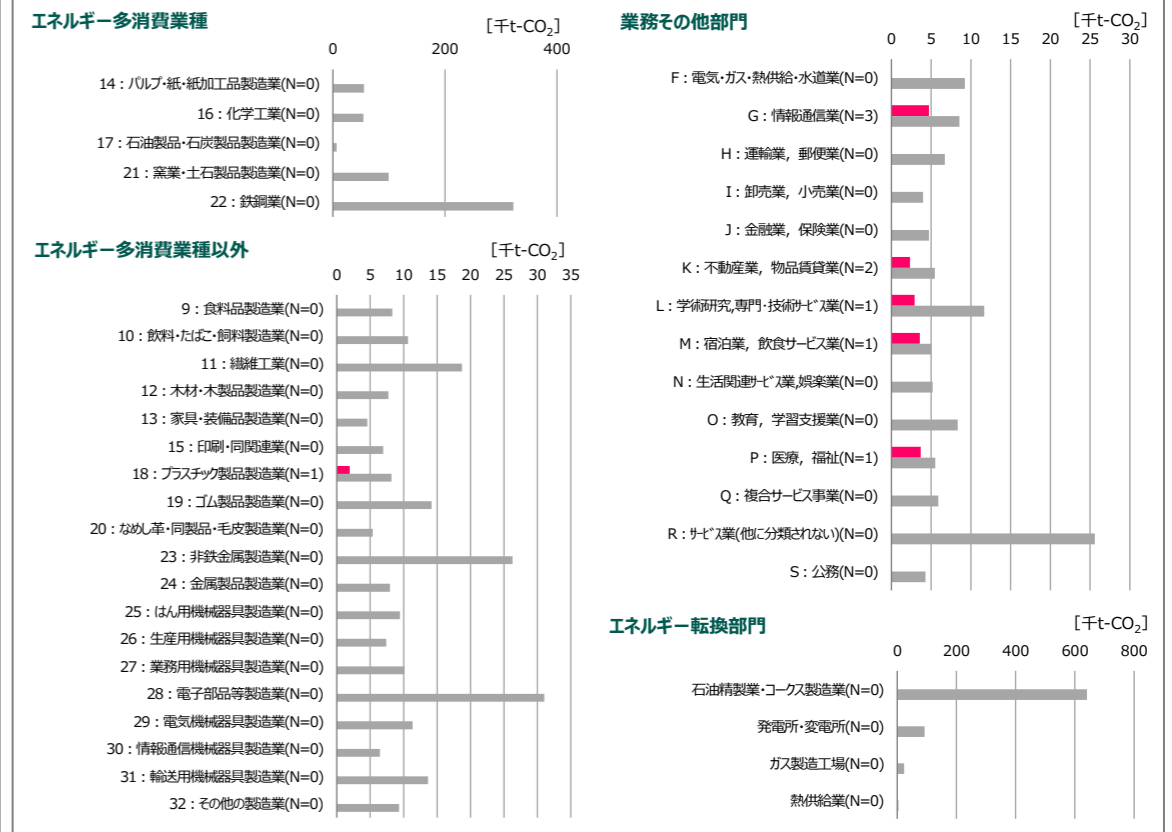 エネルギー多消費業種
[千t-CO₂]
0 200 400
14：パルプ・紙・紙加工品製造業(N=0)
16：化学工業(N=0)
17：石油製品・石炭製品製造業(N=0)
21：窯業・土石製品製造業(N=0)
22：鉄鋼業(N=0)
エネルギー多消費業種以外
[千t-CO₂]
0 5 10 15 20 25 30 35
9：食料品製造業(N=0)
10：飲料・たばこ・飼料製造業(N=0)
11：繊維工業(N=0)
12：木材・木製品製造業(N=0)
13：家具・装備品製造業(N=0)
15：印刷・同関連業(N=0)
18：プラスチック製品製造業(N=1)
19：ゴム製品製造業(N=0)
20：なめし革・同製品・毛皮製造業(N=0)
23：非鉄金属製造業(N=0)
24：金属製品製造業(N=0)
25：はん用機械器具製造業(N=0)
26：生産用機械器具製造業(N=0)
27：業務用機械器具製造業(N=0)
28：電子部品等製造業(N=0)
29：電気機械器具製造業(N=0)
30：情報通信機械器具製造業(N=0)
31：輸送用機械器具製造業(N=0)
32：その他の製造業(N=0)
業務その他部門
[千t-CO₂]
0 5 10 15 20 25 30
F：電気・ガス・熱供給・水道業(N=0)
G：情報通信業(N=3)
H：運輸業，郵便業(N=0)
I：卸売業，小売業(N=0)
J：金融業，保険業(N=0)
K：不動産業，物品賃貸業(N=2)
L：学術研究,専門・技術ｻｰﾋﾞｽ業(N=1)
M：宿泊業，飲食サービス業(N=1)
N：生活関連ｻｰﾋﾞｽ業,娯楽業(N=0)
O：教育，学習支援業(N=0)
P：医療，福祉(N=1)
Q：複合サービス事業(N=0)
R：ｻｰﾋﾞｽ業(他に分類されない)(N=0)
S：公務(N=0)
エネルギー転換部門
[千t-CO₂]
0 200 400 600 800
石油精製業・コークス製造業(N=0)
発電所・変電所(N=0)
ガス製造工場(N=0)
熱供給業(N=0)